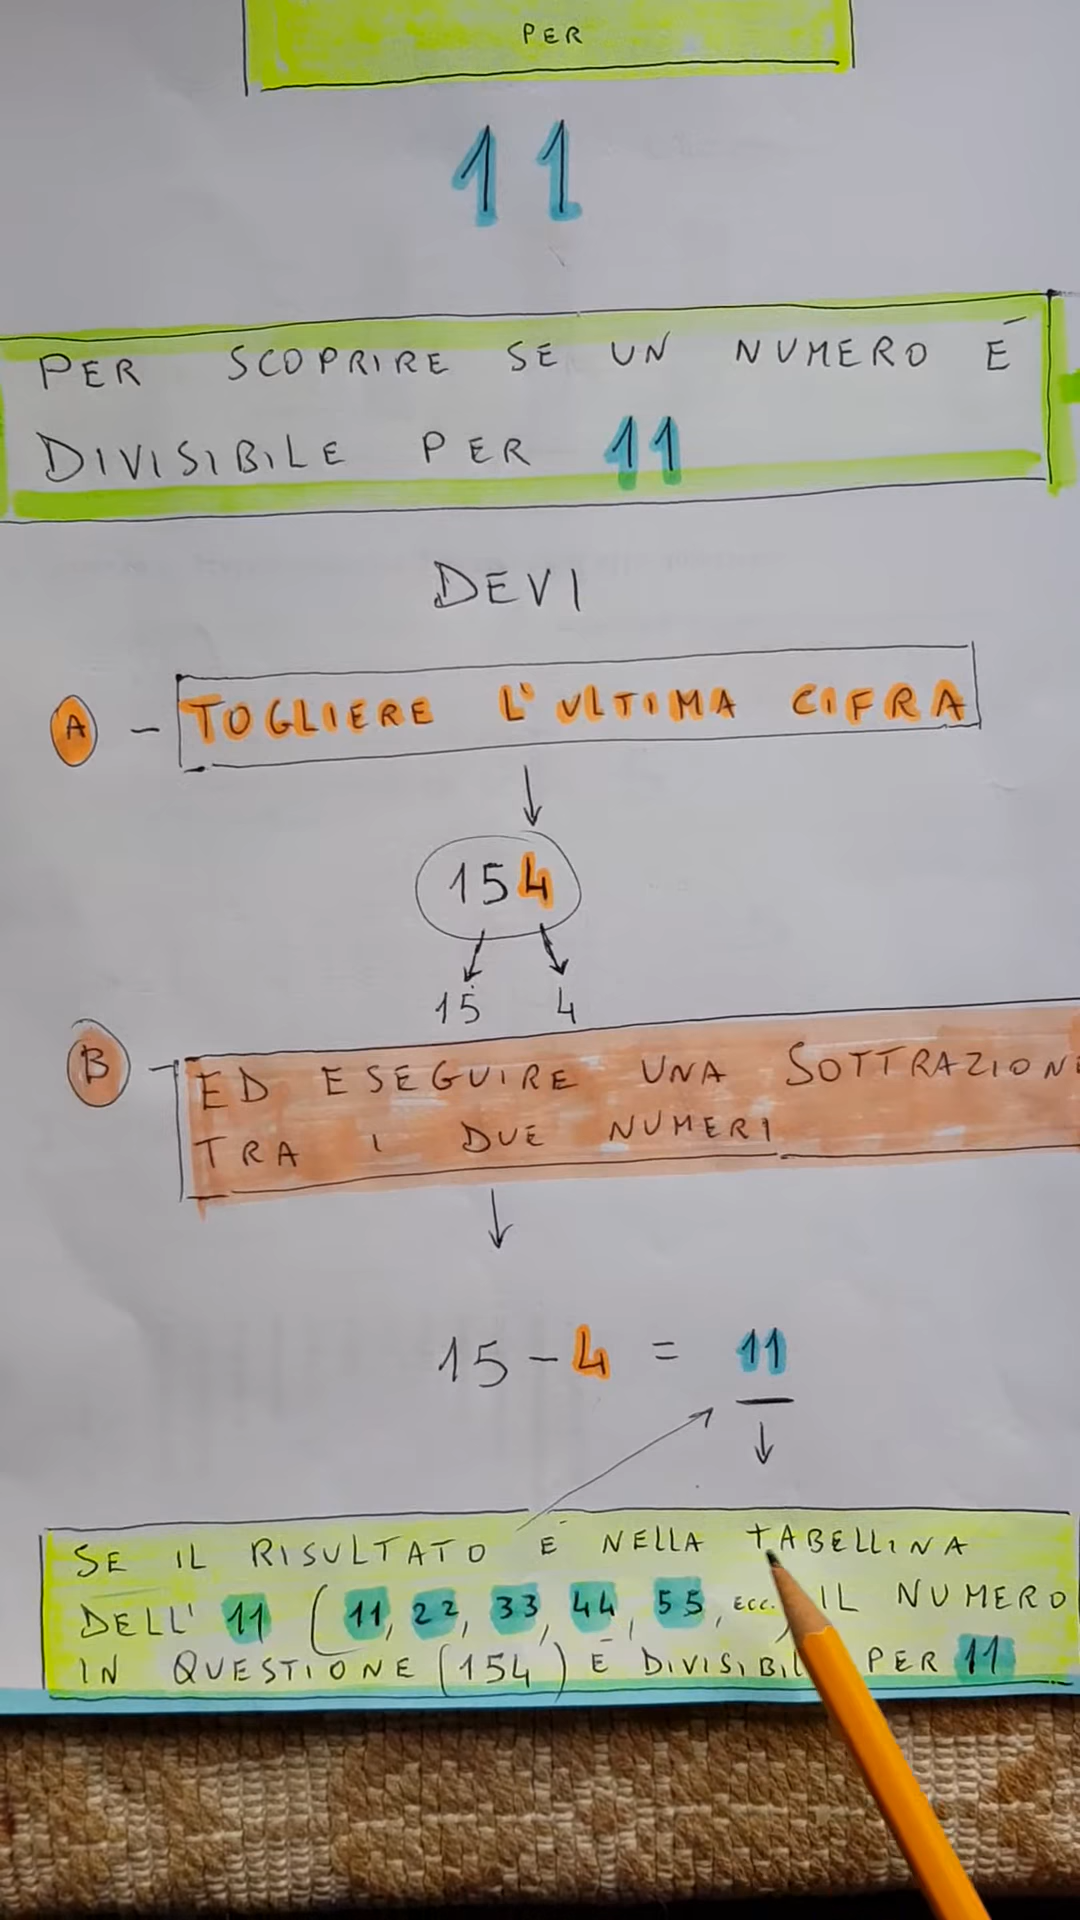 PER
11
PER SCOPRIRE SE UN NUMERO È
DIVISIBILE PER 11
DEVI
A - TOGLIERE L'ULTIMA CIFRA
154
15 4
B - ED ESEGUIRE UNA SOTTRAZIONE
TRA I DUE NUMERI
15 - 4 = 11
SE IL RISULTATO È NELLA TABELLINA
DELL' 11 (11, 22, 33, 44, 55, ECC.) IL NUMERO
IN QUESTIONE (154) È DIVISIBILE PER 11